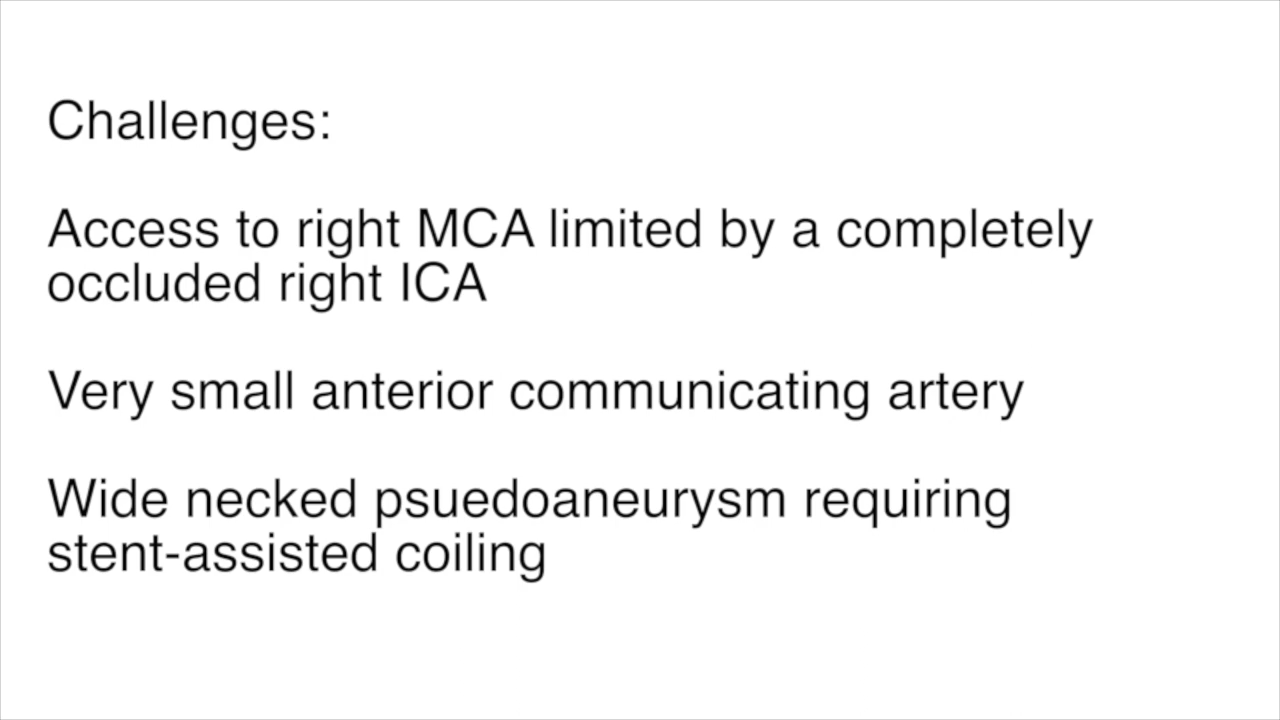 Challenges:
Access to right MCA limited by a completely
occluded right ICA
Very small anterior communicating artery
Wide necked psuedoaneurysm requiring
stent-assisted coiling